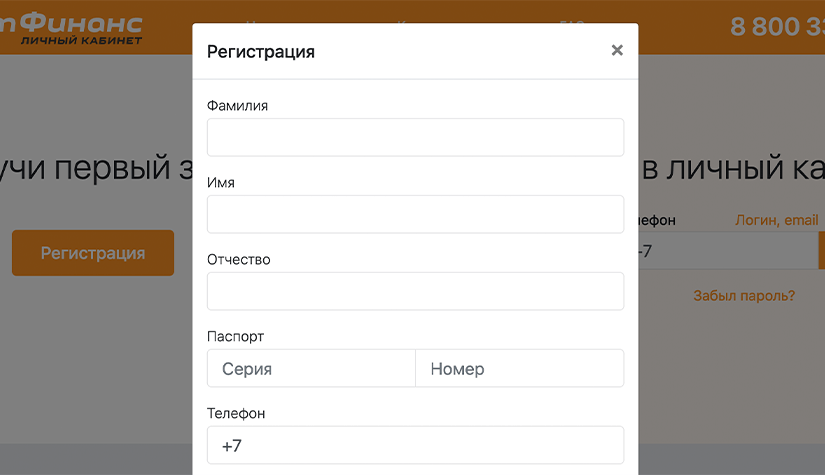 тФинанс
ЛИЧНЫЙ КАБИНЕТ
8 800 33
Регистрация
×
Фамилия
учи первый з
в личный ка
Имя
лефон
Логин, email
Регистрация
-7
Отчество
Забыл пароль?
Паспорт
Серия
Номер
Телефон
+7